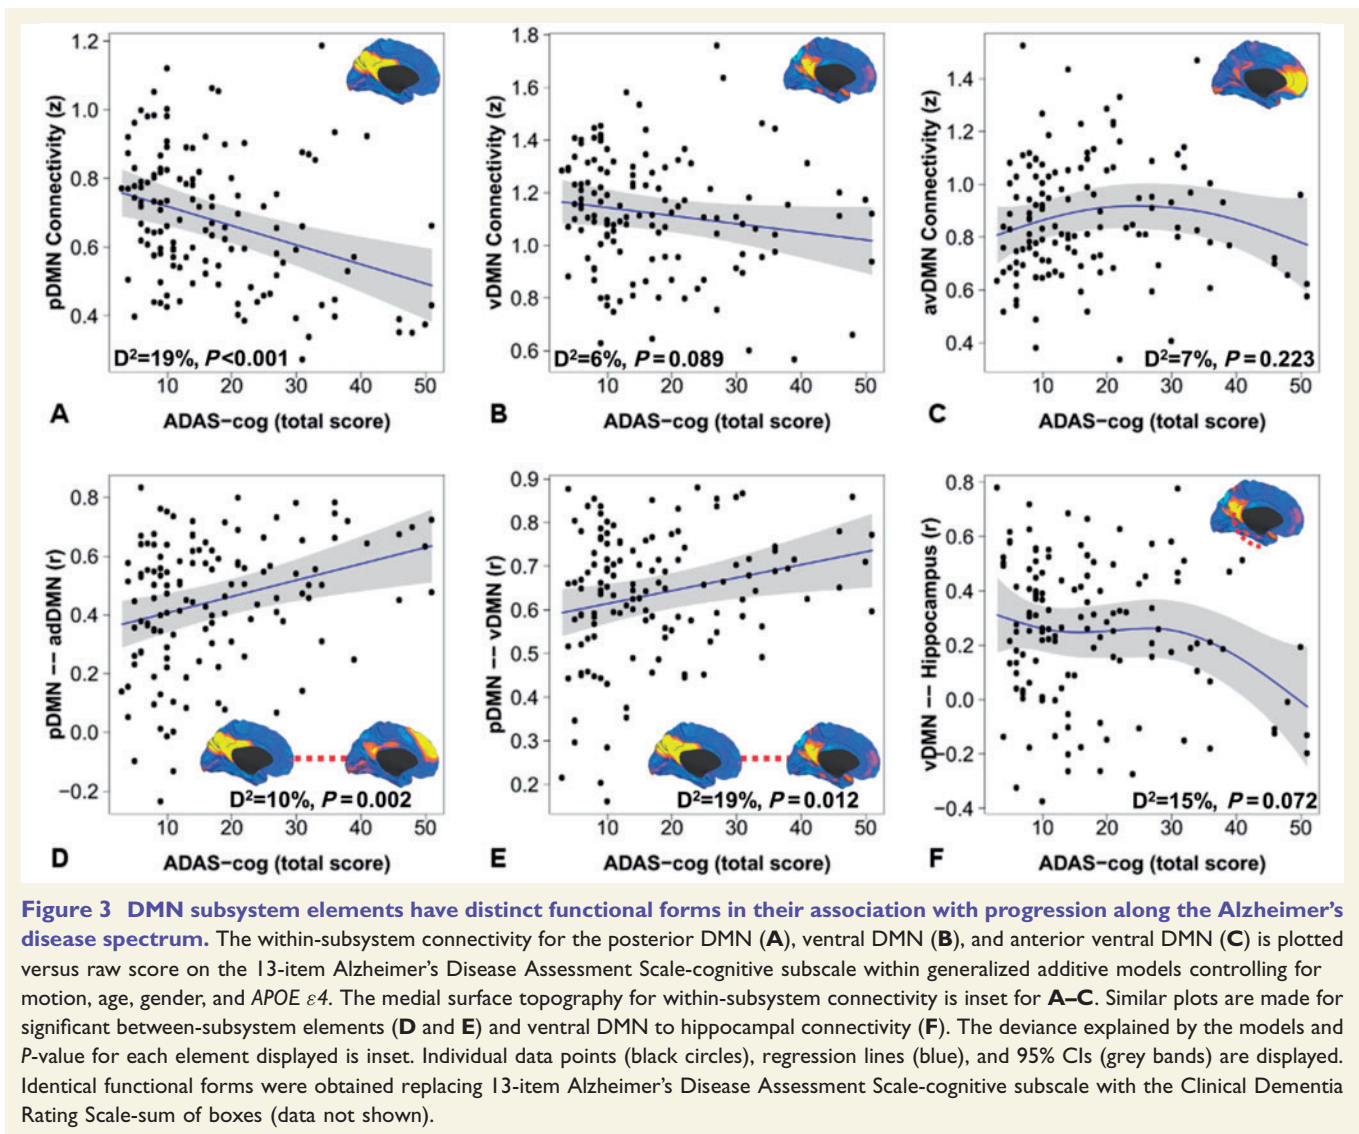 1.2
1.0
0.8
0.6
0.4
pDMN Connectivity (z)
D²=19%, P<0.001
10 20 30 40 50
A ADAS−cog (total score)
1.8
1.6
1.4
1.2
1.0
0.8
0.6
vDMN Connectivity (z)
D²=6%, P = 0.089
10 20 30 40 50
B ADAS−cog (total score)
1.4
1.2
1.0
0.8
0.6
0.4
avDMN Connectivity (z)
D²=7%, P = 0.223
10 20 30 40 50
C ADAS−cog (total score)
0.8
0.6
0.4
0.2
0.0
−0.2
pDMN −−− adDMN (r)
D²=10%, P = 0.002
10 20 30 40 50
D ADAS−cog (total score)
0.9
0.8
0.7
0.6
0.5
0.4
0.3
0.2
pDMN −−− vDMN (r)
D²=19%, P = 0.012
10 20 30 40 50
E ADAS−cog (total score)
0.8
0.6
0.4
0.2
0.0
−0.2
−0.4
vDMN −−− Hippocampus (r)
D²=15%, P = 0.072
10 20 30 40 50
F ADAS−cog (total score)
Figure 3 DMN subsystem elements have distinct functional forms in their association with progression along the Alzheimer's
disease spectrum. The within-subsystem connectivity for the posterior DMN (A), ventral DMN (B), and anterior ventral DMN (C) is plotted
versus raw score on the 13-item Alzheimer's Disease Assessment Scale-cognitive subscale within generalized additive models controlling for
motion, age, gender, and APOE ε4. The medial surface topography for within-subsystem connectivity is inset for A–C. Similar plots are made for
significant between-subsystem elements (D and E) and ventral DMN to hippocampal connectivity (F). The deviance explained by the models and
P-value for each element displayed is inset. Individual data points (black circles), regression lines (blue), and 95% CIs (grey bands) are displayed.
Identical functional forms were obtained replacing 13-item Alzheimer's Disease Assessment Scale-cognitive subscale with the Clinical Dementia
Rating Scale-sum of boxes (data not shown).